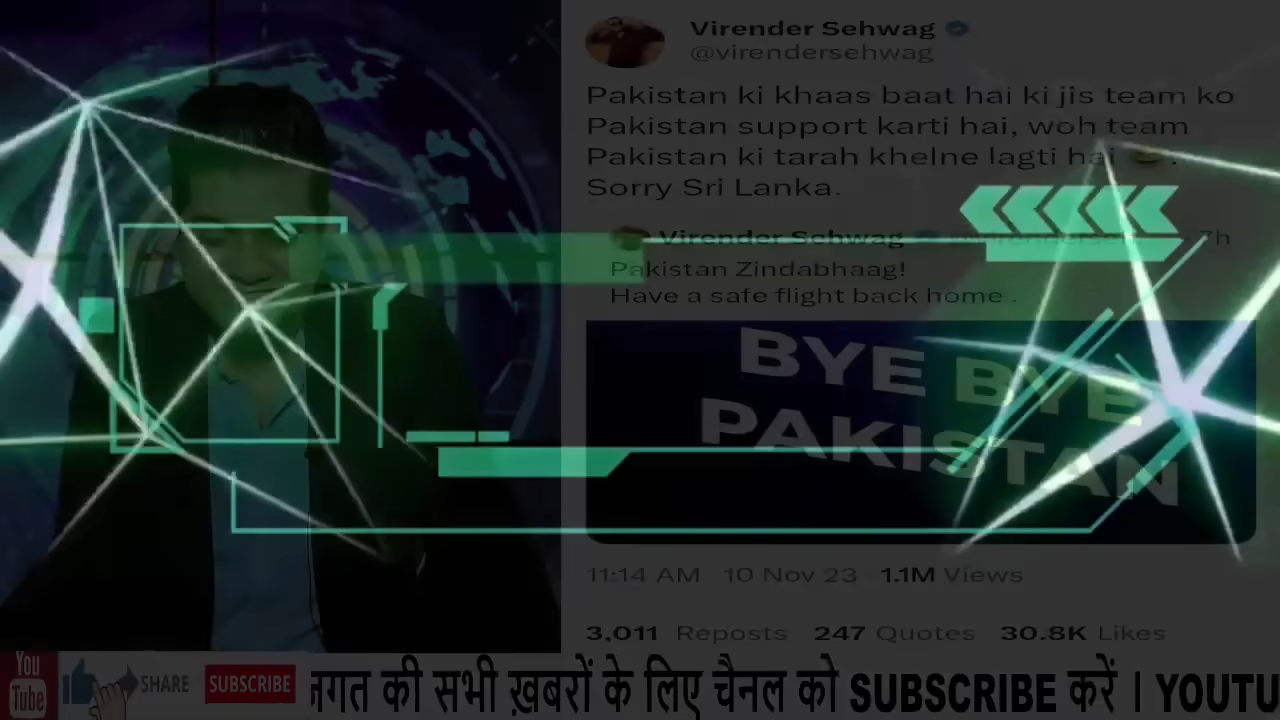 Virender Sehwag
@virendersehwag
Pakistan ki khaas baat hai ki jis team ko
Pakistan support karti hai, woh team
Pakistan ki tarah khelne lagti hai 😄.
Sorry Sri Lanka.
Virender Sehwag 7h
Pakistan Zindabhaag!
Have a safe flight back home .
BYE BYE
PAKISTAN
11:14 AM 10 Nov 23 1.1M Views
3,011 Reposts 247 Quotes 30.8K Likes
You
Tube
SHARE
SUBSCRIBE
जगत की सभी ख़बरों के लिए चैनल को SUBSCRIBE करें । YOUTU